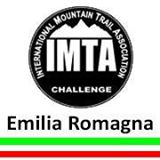 INTERNATIONAL MOUNTAIN TRAIL ASSOCIATION
IMTA
CHALLENGE
Emilia Romagna